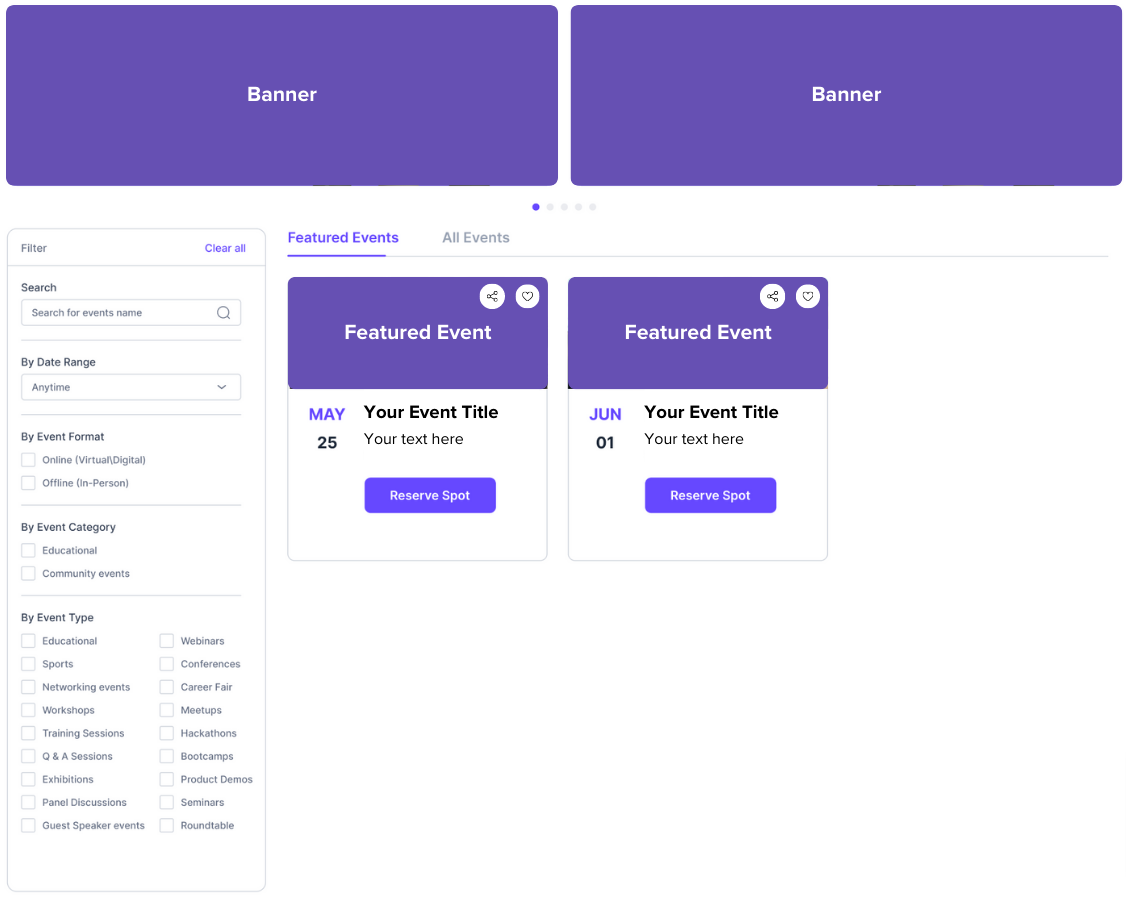 Banner
Banner
Filter
Clear all
Search
Search for events name
By Date Range
Anytime
By Event Format
Online (Virtual\Digital)
Offline (In-Person)
By Event Category
Educational
Community events
By Event Type
Educational
Webinars
Sports
Conferences
Networking events
Career Fair
Workshops
Meetups
Training Sessions
Hackathons
Q & A Sessions
Bootcamps
Exhibitions
Product Demos
Panel Discussions
Seminars
Guest Speaker events
Roundtable
Featured Events
All Events
Featured Event
MAY
25
Your Event Title
Your text here
Reserve Spot
Featured Event
JUN
01
Your Event Title
Your text here
Reserve Spot